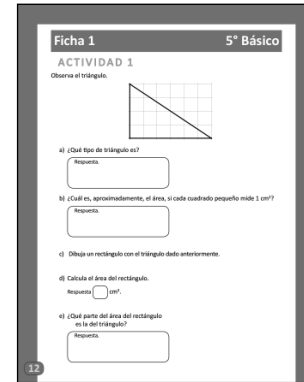 Ficha 1 5° Básico
ACTIVIDAD 1
Observa el triángulo.
a) ¿Qué tipo de triángulo es?
Respuesta.
b) ¿Cuál es, aproximadamente, el área, si cada cuadrado pequeño mide 1 cm²?
Respuesta.
c) Dibuja un rectángulo con el triángulo dado anteriormente.
d) Calcula el área del rectángulo.
Respuesta cm².
e) ¿Qué parte del área del rectángulo
es la del triángulo?
Respuesta.
12